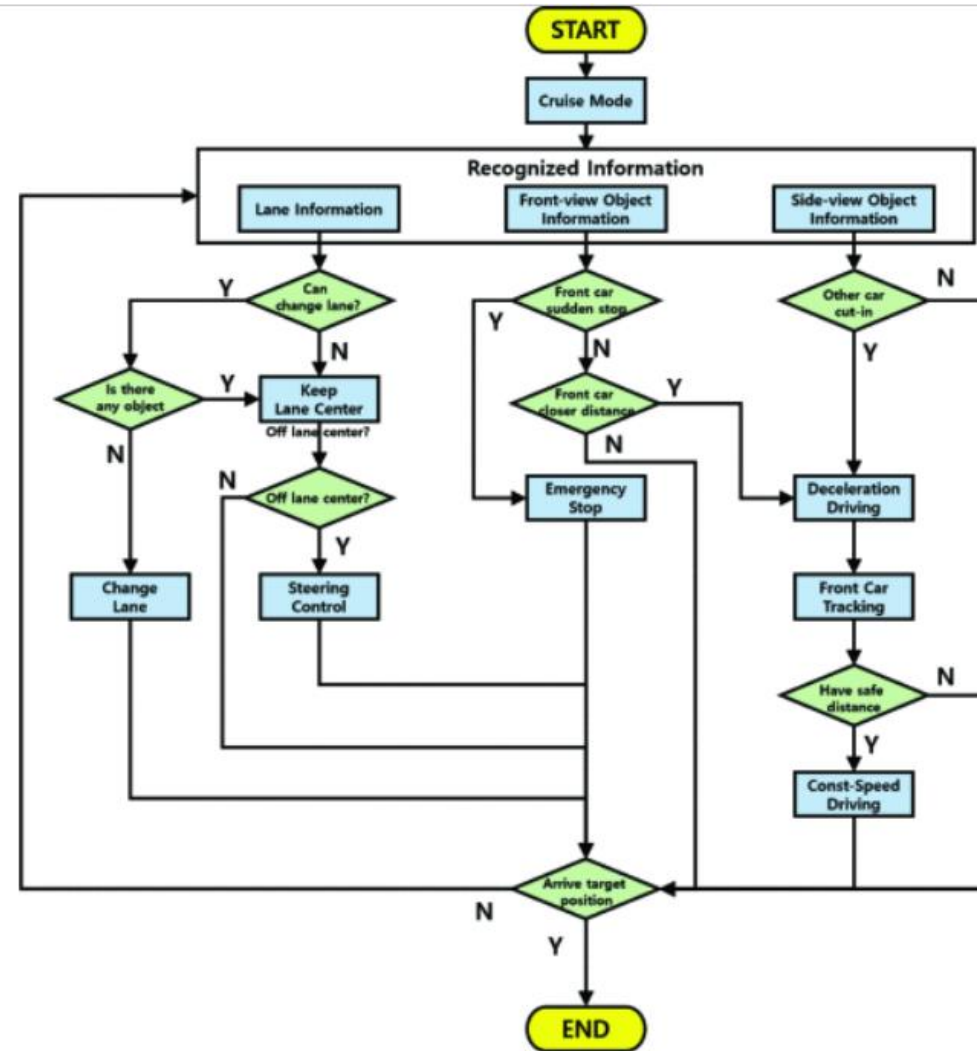 START
Cruise Mode
Recognized Information
Lane Information
Front-view Object
Information
Side-view Object
Information
Y
Can
change lane?
N
Front car
sudden stop
Y
N
Other car
cut-in
N
Y
Is there
any object
Y
N
Keep
Lane Center
Off lane center?
Front car
closer distance
Y
N
N
Off lane center?
Y
Emergency
Stop
Deceleration
Driving
Change
Lane
Steering
Control
Front Car
Tracking
Have safe
distance
N
Y
Const-Speed
Driving
Arrive target
position
N
Y
END